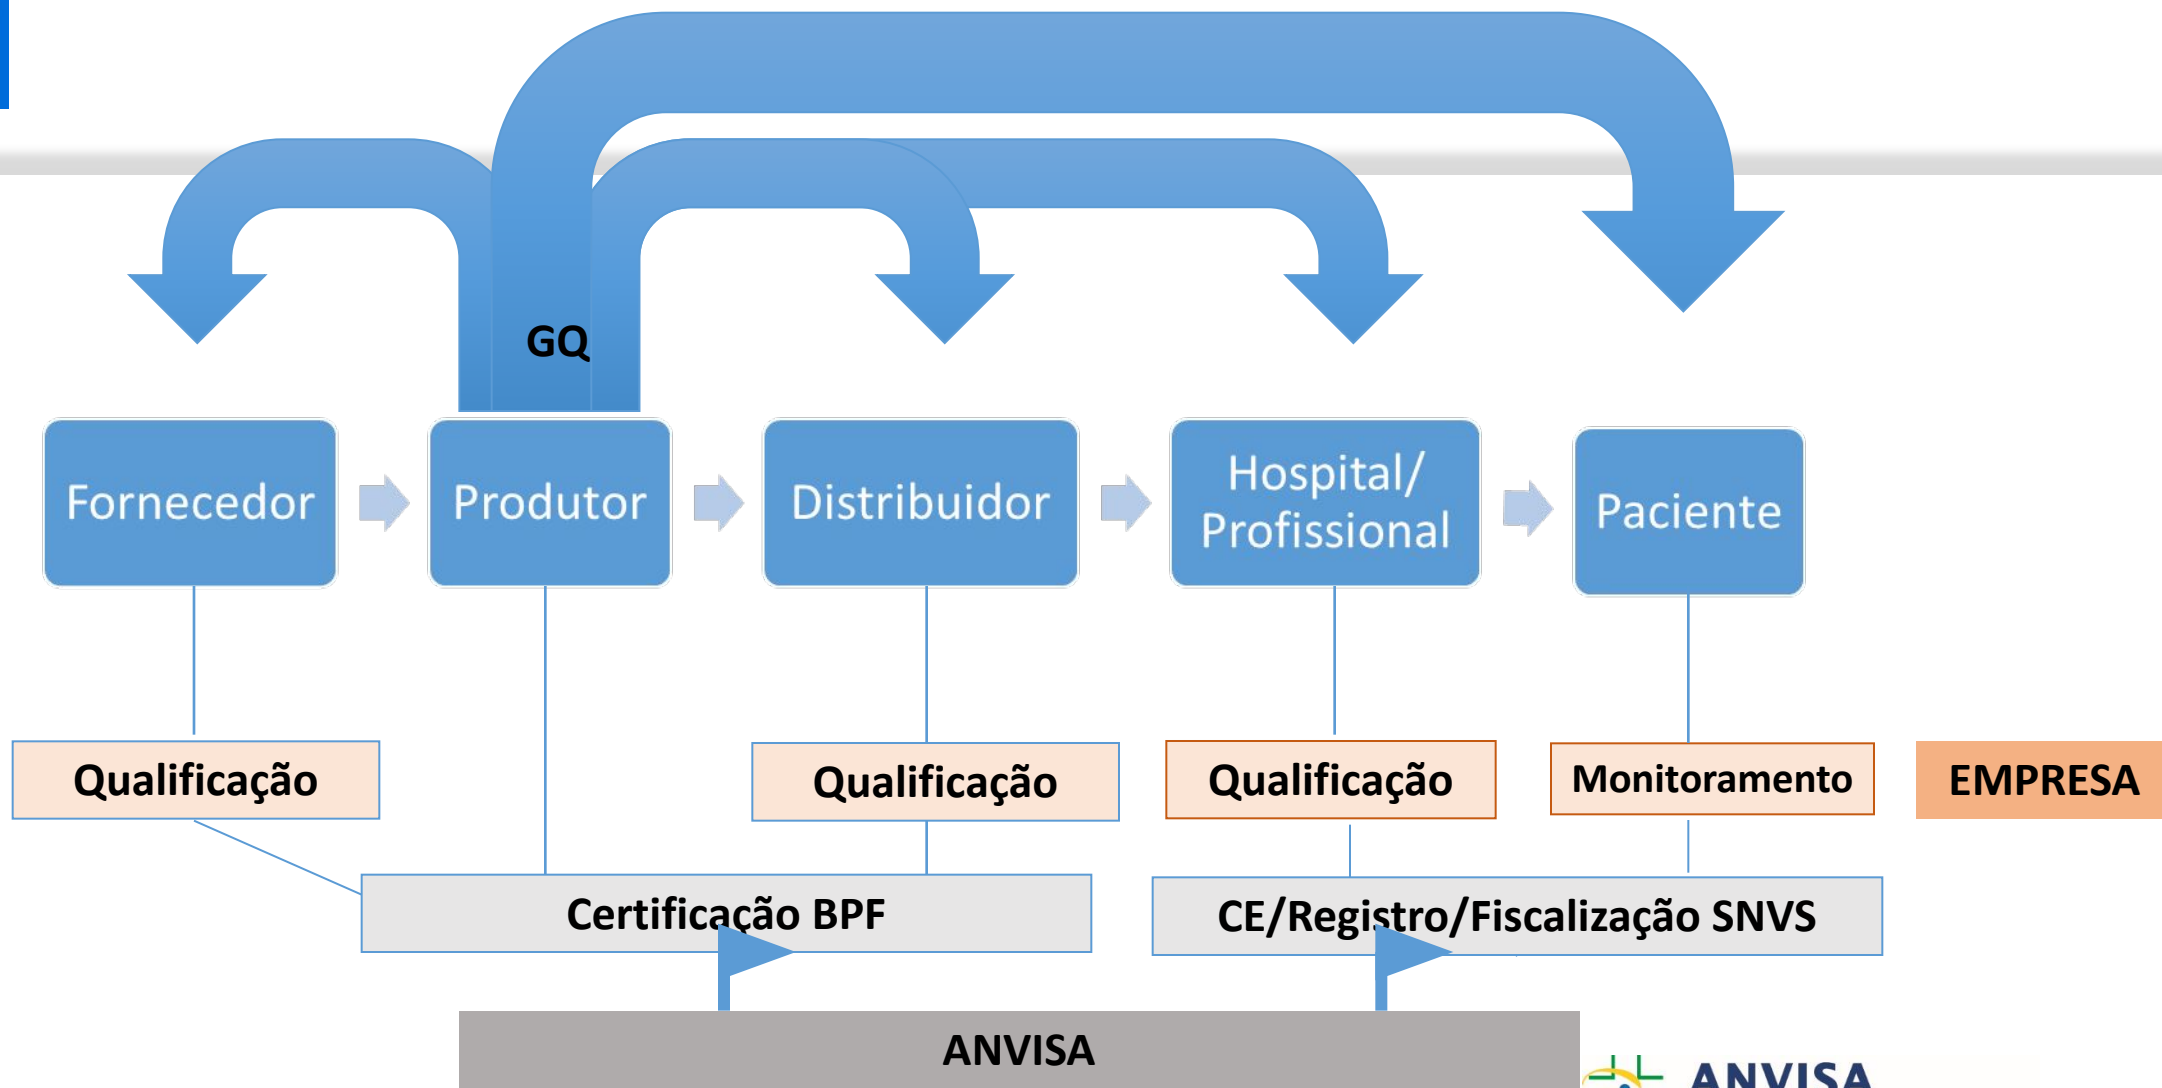 GQ
Fornecedor
Produtor
Distribuidor
Hospital/
Profissional
Paciente
Qualificação
Qualificação
Qualificação
Monitoramento
EMPRESA
Certificação BPF
CE/Registro/Fiscalização SNVS
ANVISA
ANVISA